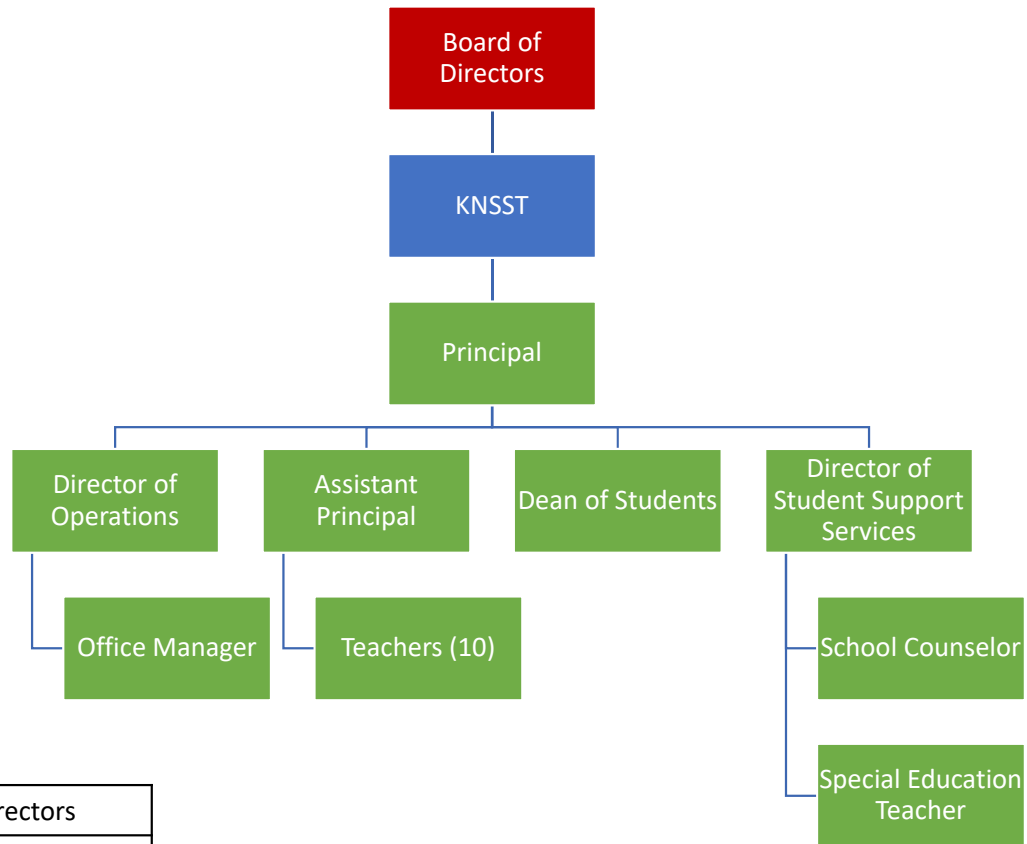 Board of
Directors
KNSST
Principal
Director of
Operations
Assistant
Principal
Dean of Students
Director of
Student Support
Services
Office Manager
Teachers (10)
School Counselor
Special Education
Teacher